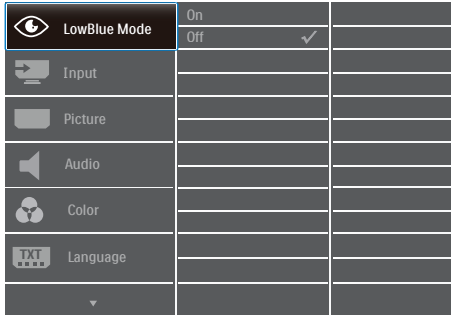 LowBlue Mode
On
Off
Input
Picture
Audio
Color
TXT
Language